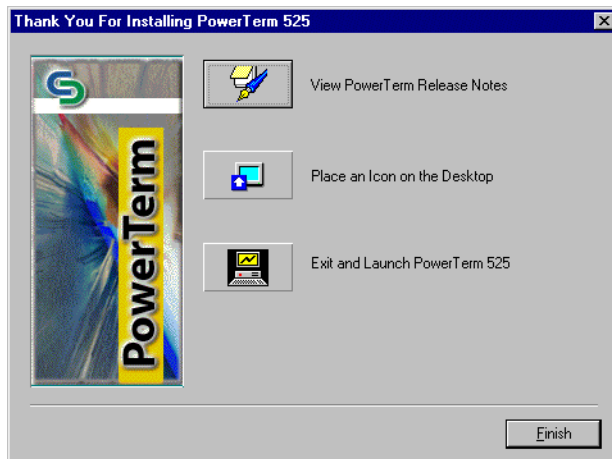 Thank You For Installing PowerTerm 525
PowerTerm
View PowerTerm Release Notes
Place an Icon on the Desktop
Exit and Launch PowerTerm 525
Finish